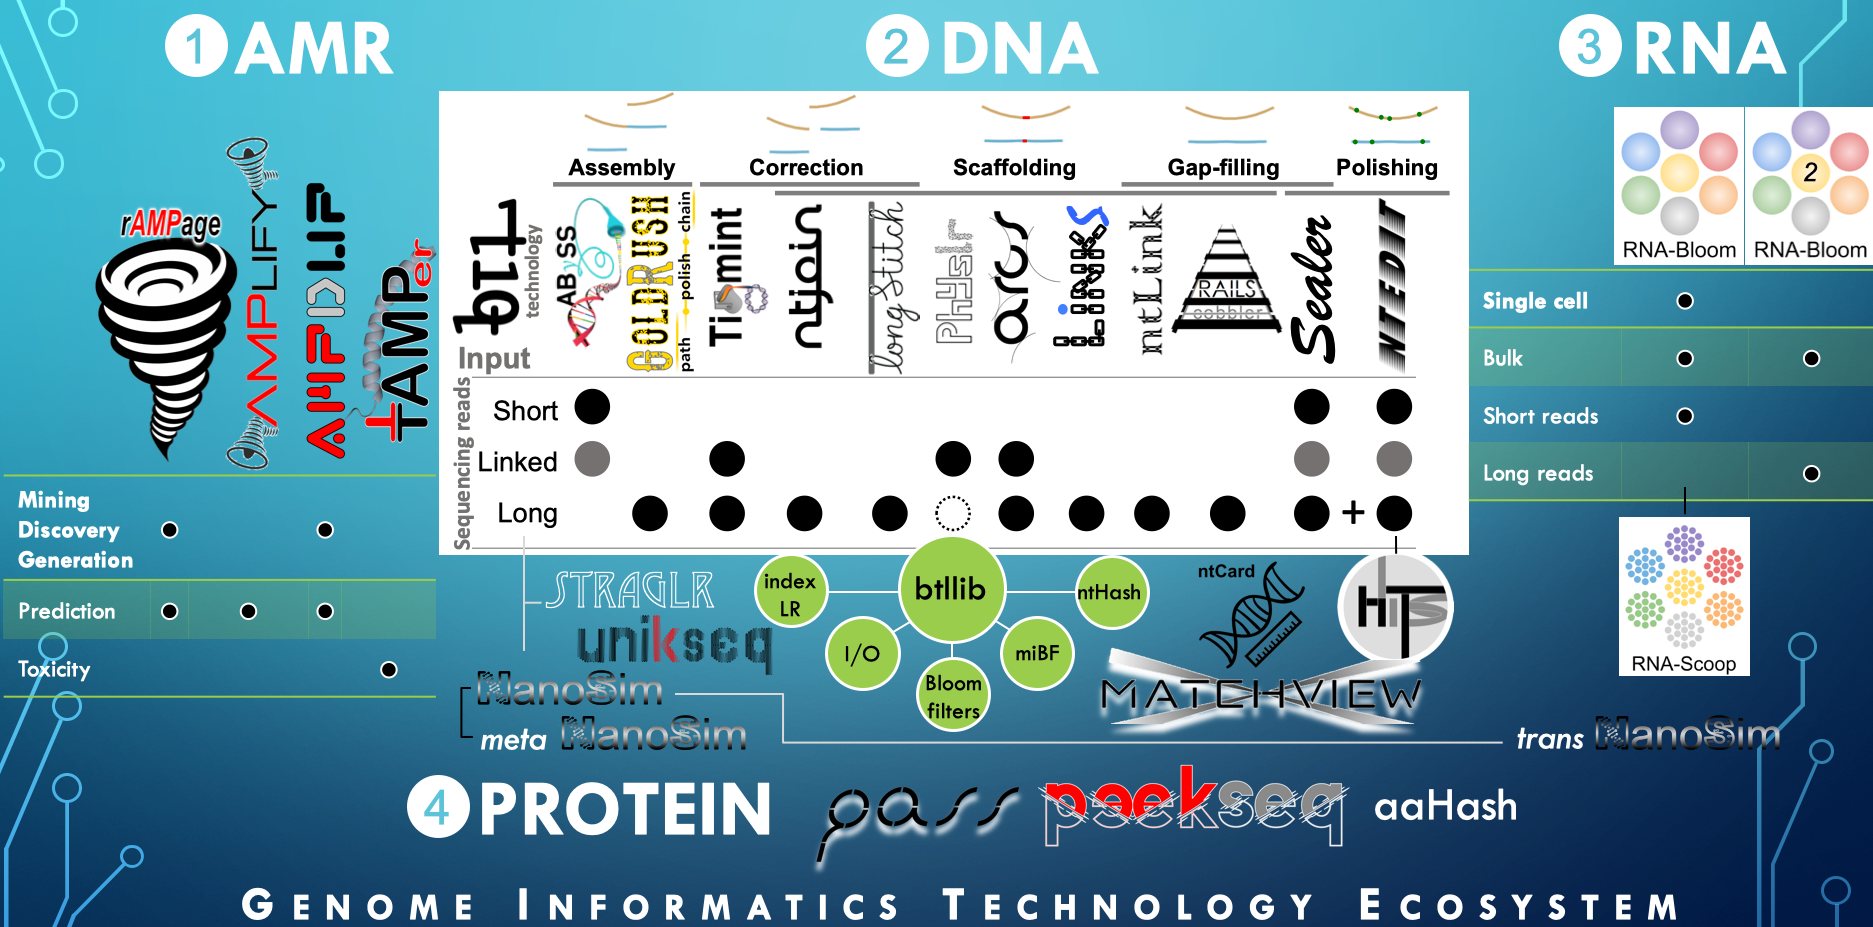 1 AMR
2 DNA
3 RNA
Assembly
Correction
Scaffolding
Gap-filling
Polishing
rAMPage
AMPLIFY
AMPD UP
tAMPer
btl
technology
ABySS
GOLDRUSH
path polish chain
Tigmint
ntJoin
Long Stitch
Physlr
arcs
LINKS
ntLink
RAILS
cobbler
Sealer
NTEDIT
RNA-Bloom
2
RNA-Bloom
Input
Sequencing reads
Short
Linked
Long
+
Single cell
Bulk
Short reads
Long reads
Mining
Discovery
Generation
Prediction
Toxicity
STRAGLR
unikseq
NanoSim
meta NanoSim
index
LR
btllib
ntHash
I/O
miBF
Bloom
filters
ntCard
HiTS
MATCHVIEW
RNA-Scoop
trans NanoSim
4 PROTEIN
pass
peekseq
aaHash
GENOME INFORMATICS TECHNOLOGY ECOSYSTEM